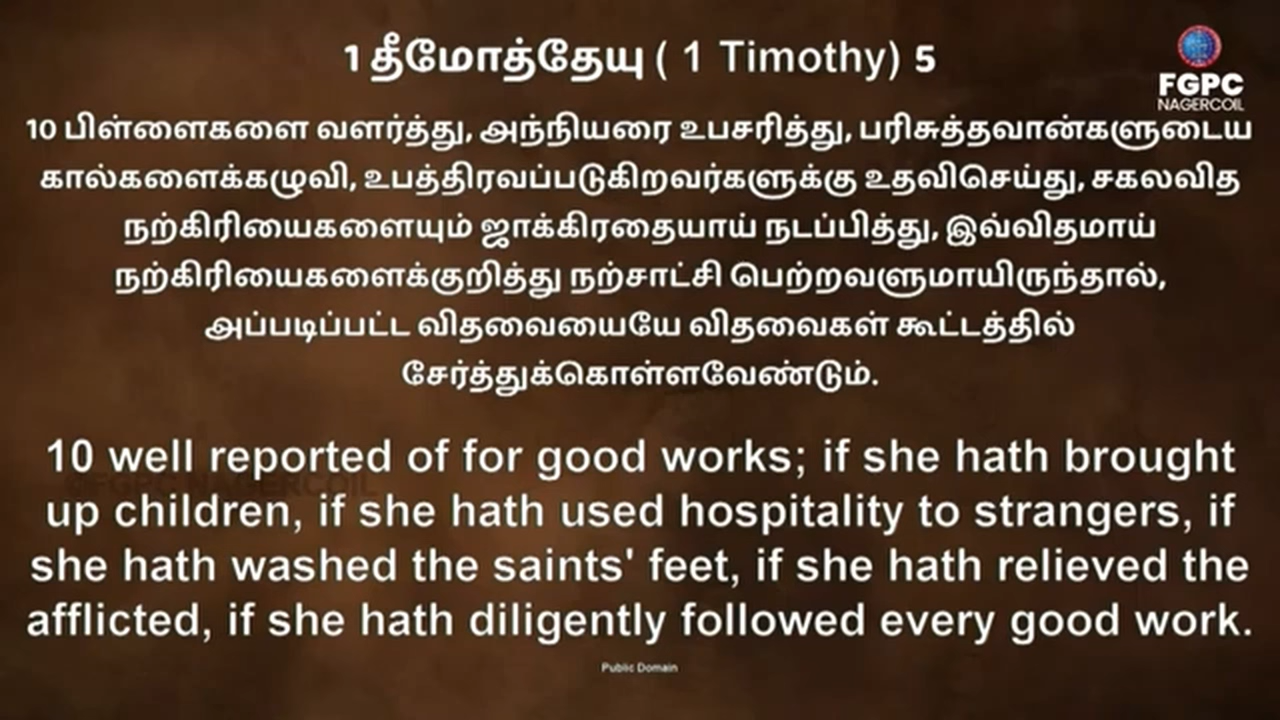 1 தீமோத்தேயு ( 1 Timothy) 5
FGPC
NAGERCOIL
10 பிள்ளைகளை வளர்த்து, அந்நியரை உபசரித்து, பரிசுத்தவான்களுடைய
கால்களைக்கழுவி, உபத்திரவப்படுகிறவர்களுக்கு உதவிசெய்து, சகலவித
நற்கிரியைகளையும் ஜாக்கிரதையாய் நடப்பித்து, இவ்விதமாய்
நற்கிரியைகளைக்குறித்து நற்சாட்சி பெற்றவளுமாயிருந்தால்,
அப்படிப்பட்ட விதவையையே விதவைகள் கூட்டத்தில்
சேர்த்துக்கொள்ளவேண்டும்.
10 well reported of for good works; if she hath brought
up children, if she hath used hospitality to strangers, if
she hath washed the saints' feet, if she hath relieved the
afflicted, if she hath diligently followed every good work.
©FGPC NAGERCOIL
Public Domain